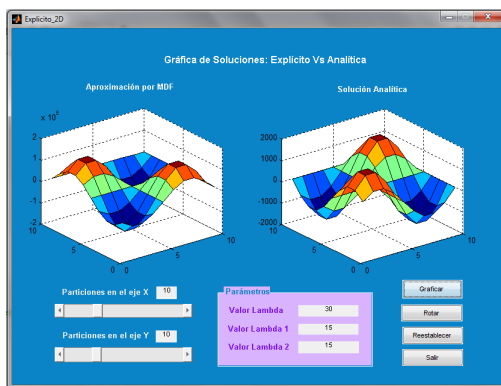 Explicito_2D
Gráfica de Soluciones: Explícito Vs Analítica
Aproximación por MDF
Solución Analítica
x 10
2
1
0
-1
-2
10
5
0
0
5
10
2000
1000
0
-1000
-2000
10
5
0
0
5
10
Particiones en el eje X 10
Particiones en el eje Y 10
Parámetros
Valor Lambda 30
Valor Lambda 1 15
Valor Lambda 2 15
Graficar
Rotar
Reestablecer
Salir